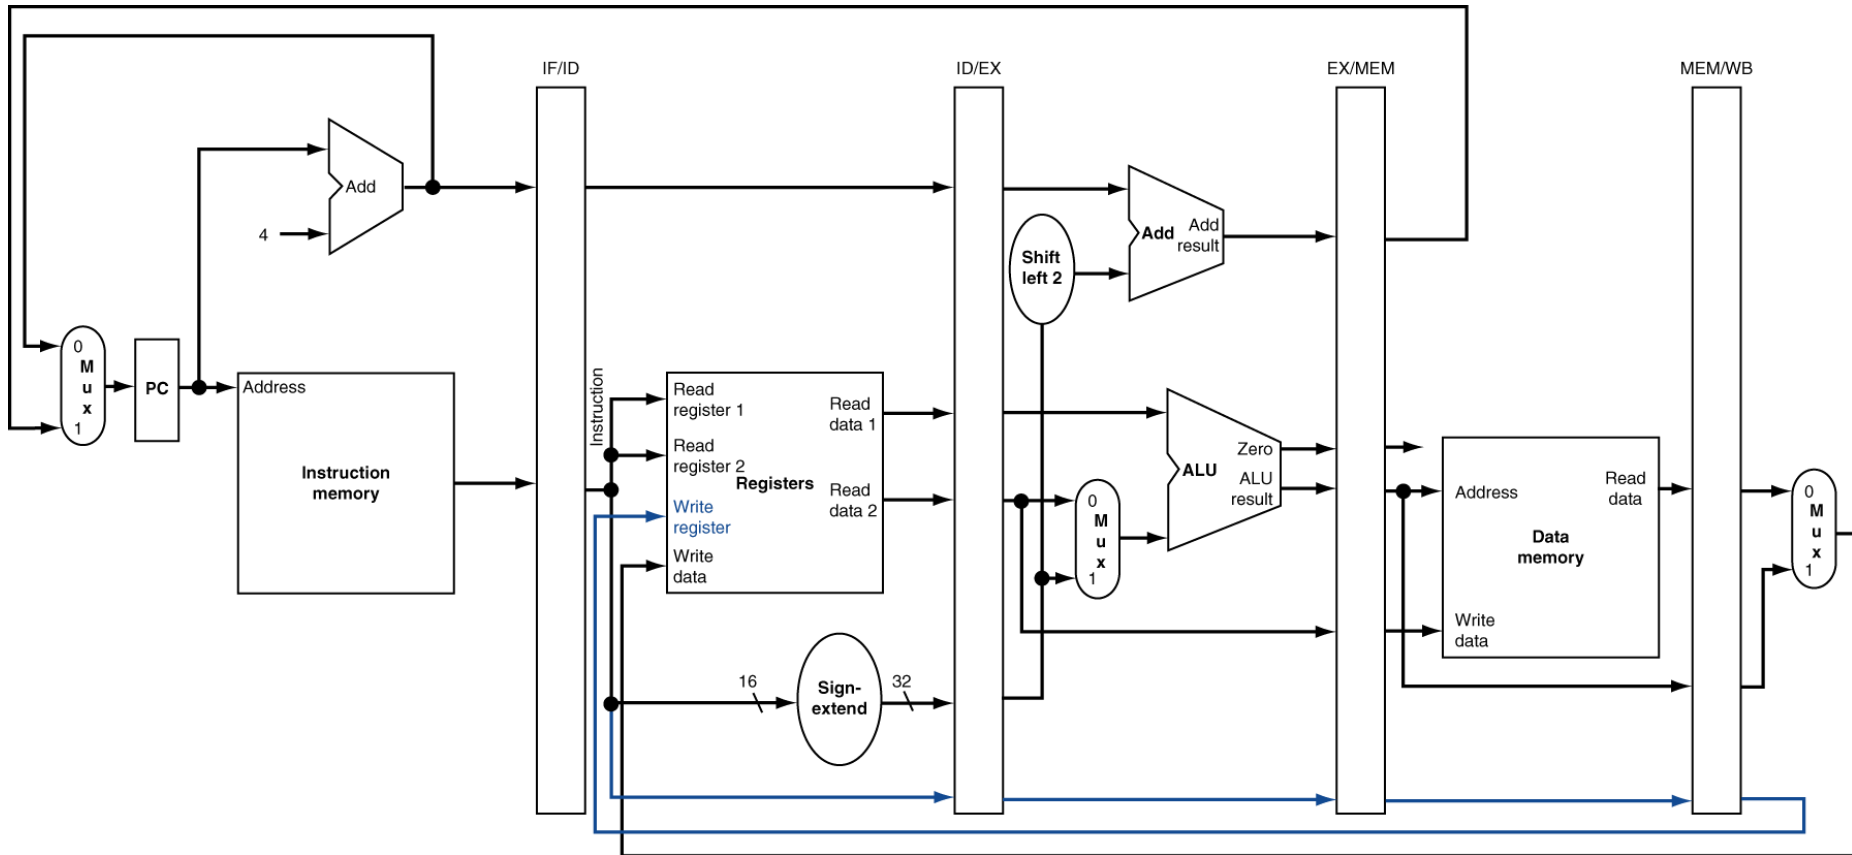 IF/ID
ID/EX
EX/MEM
MEM/WB
Add
4
Add
Add
result
Shift
left 2
0
M
u
x
1
PC
Address
Instruction
memory
Instruction
Read
register 1
Read
register 2
Write
register
Write
data
Registers
Read
data 1
Read
data 2
16
Sign-
extend
32
0
M
u
x
1
ALU
Zero
ALU
result
Address
Write
data
Data
memory
Read
data
0
M
u
x
1